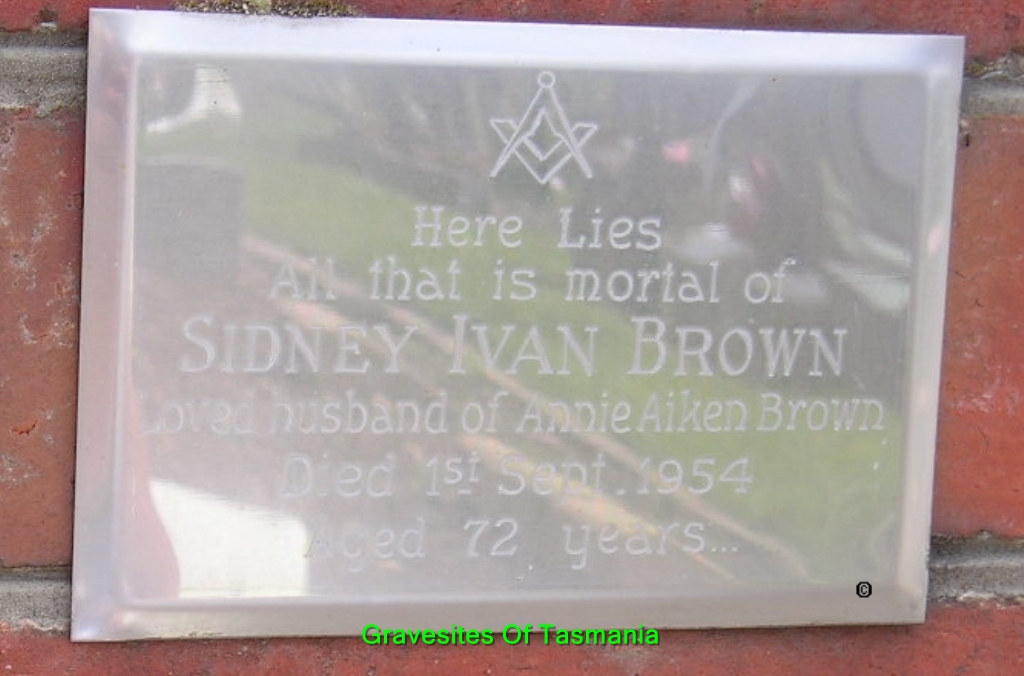 Here Lies
All that is mortal of
SIDNEY IVAN BROWN
Loved husband of Annie Aiken Brown
Died 1st Sept. 1954
Aged 72 years...
©
Gravesites Of Tasmania